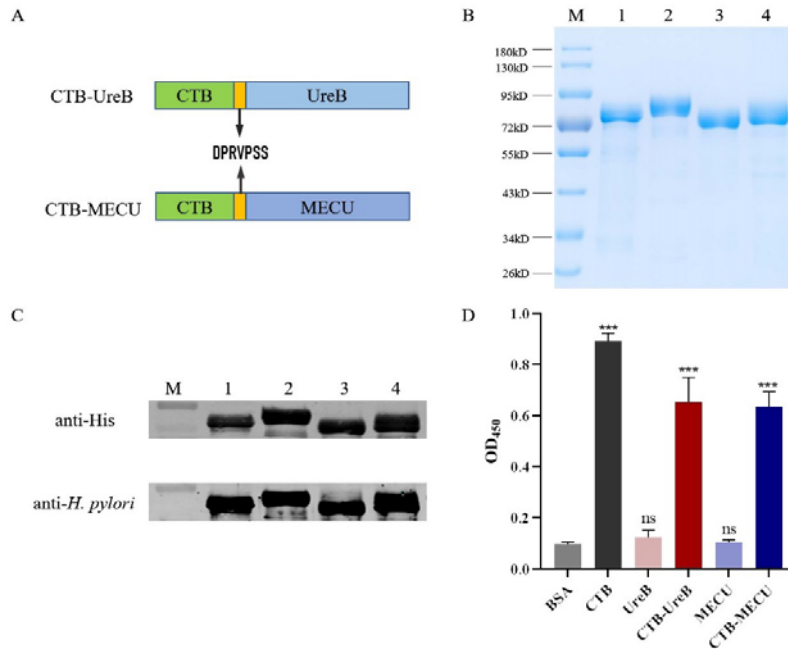 A
CTB-UreB
CTB
UreB
DPRVPSS
CTB-MECU
CTB
MECU
B
M 1 2 3 4
180kD
130kD
95kD
72kD
55kD
43kD
34kD
26kD
C
M 1 2 3 4
anti-His
anti-H. pylori
D
OD450
1.0
0.8
0.6
0.4
0.2
0.0
***
ns
***
ns
***
BSA
CTB
UreB
CTB-UreB
MECU
CTB-MECU